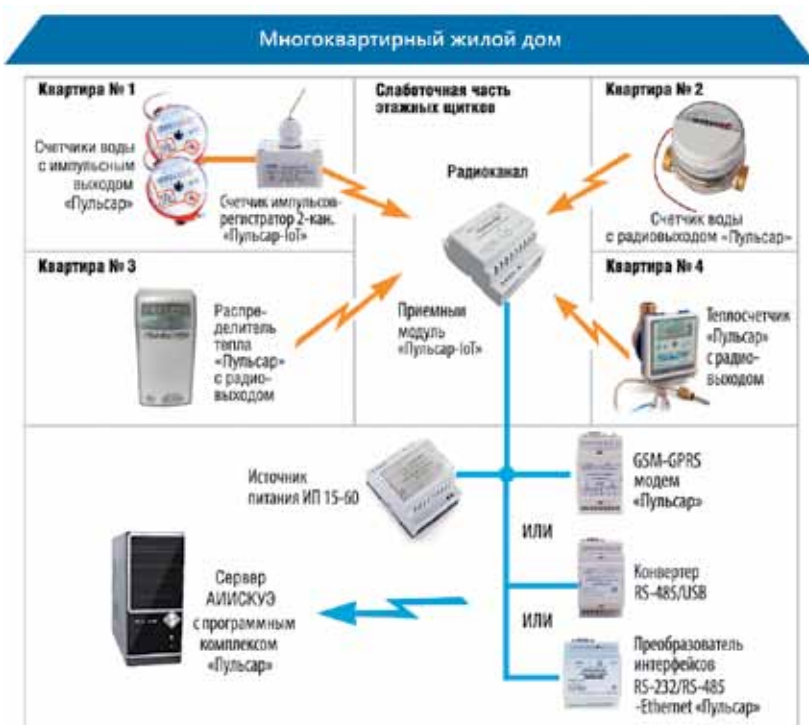 Многоквартирный жилой дом
Квартира № 1
Счетчики воды
с импульсным
выходом
«Пульсар»
Счетчик импульсов-
регистратор 2-кан.
«Пульсар-IoT»
Слаботочная часть
этажных щитков
Радиоканал
Приемный
модуль
«Пульсар-IoT»
Квартира № 2
Счетчик воды
с радиовыходом «Пульсар»
Квартира № 3
Распре-
делитель
тепла
«Пульсар»
с радио-
выходом
Квартира № 4
Теплосчетчик
«Пульсар»
с радио-
выходом
Источник
питания ИП 15-60
GSM-GPRS
модем
«Пульсар»
ИЛИ
Конвертер
RS-485/USB
ИЛИ
Преобразователь
интерфейсов
RS-232/RS-485
-Ethernet «Пульсар»
Сервер
АИИСКУЭ
с программным
комплексом
«Пульсар»